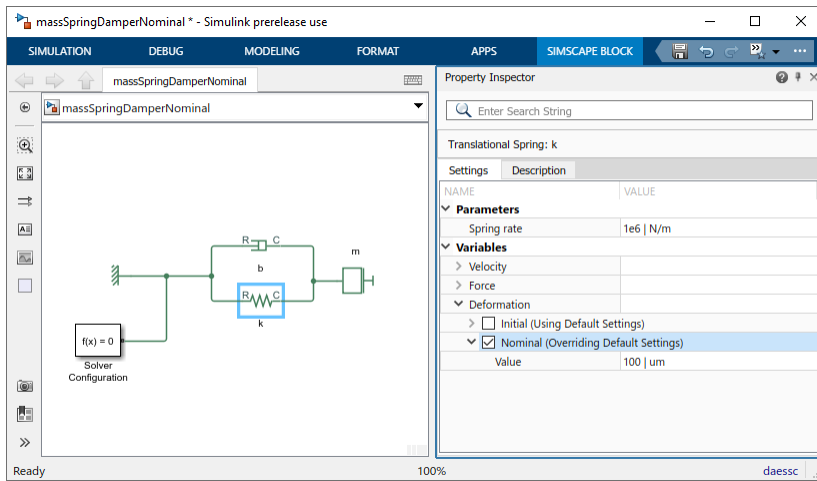 massSpringDamperNominal * - Simulink prerelease use
SIMULATION DEBUG MODELING FORMAT APPS SIMSCAPE BLOCK
massSpringDamperNominal
massSpringDamperNominal
R C
b
R C
k
m
f(x) = 0
Solver
Configuration
Property Inspector
Enter Search String
Translational Spring: k
Settings Description
NAME VALUE
Parameters
Spring rate 1e6 | N/m
Variables
Velocity
Force
Deformation
Initial (Using Default Settings)
Nominal (Overriding Default Settings)
Value 100 | um
Ready 100% daessc